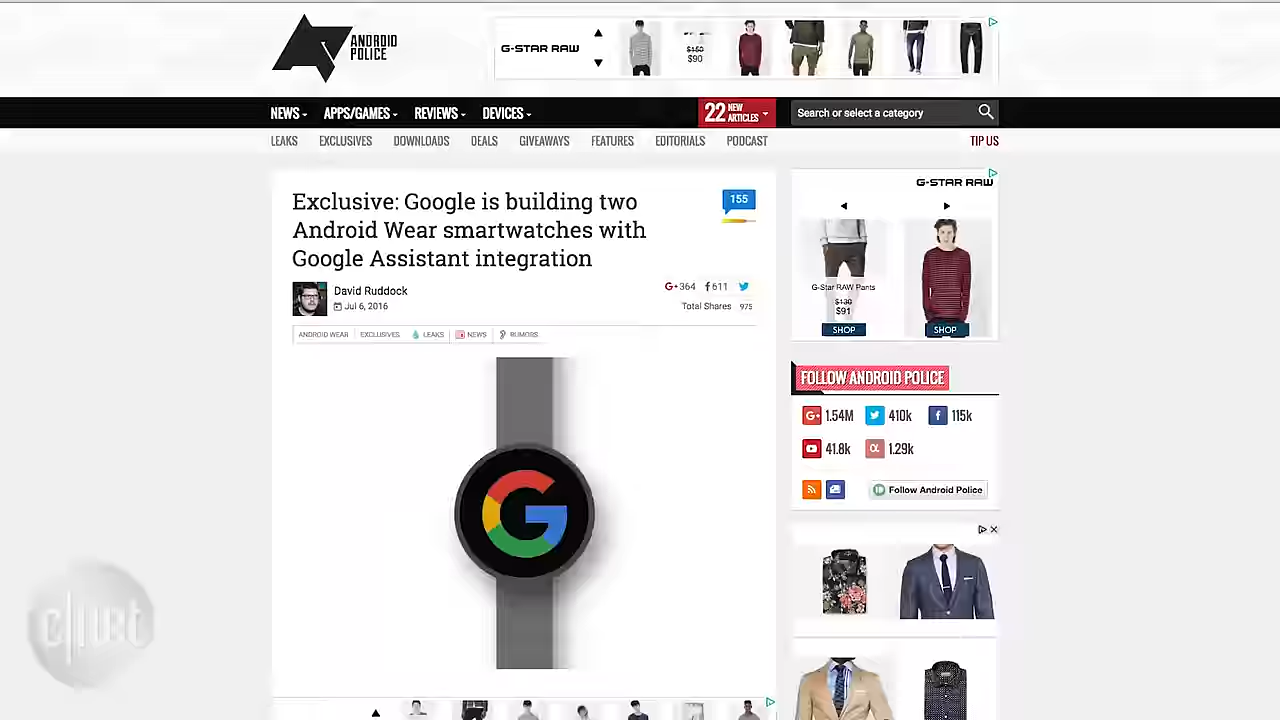 ANDROID
POLICE
G-STAR RAW
$150
$90
NEWS
APPS/GAMES
REVIEWS
DEVICES
22 NEW ARTICLES
Search or select a category
LEAKS
EXCLUSIVES
DOWNLOADS
DEALS
GIVEAWAYS
FEATURES
EDITORIALS
PODCAST
TIP US
Exclusive: Google is building two
Android Wear smartwatches with
Google Assistant integration
155
David Ruddock
Jul 6, 2016
G+ 364 f 611
Total Shares 975
ANDROID WEAR
EXCLUSIVES
LEAKS
NEWS
RUMORS
G
G-STAR RAW
G-Star RAW Pants
$130
$91
SHOP
SHOP
FOLLOW ANDROID POLICE
G+ 1.54M
410k
f 115k
41.8k
α 1.29k
Follow Android Police